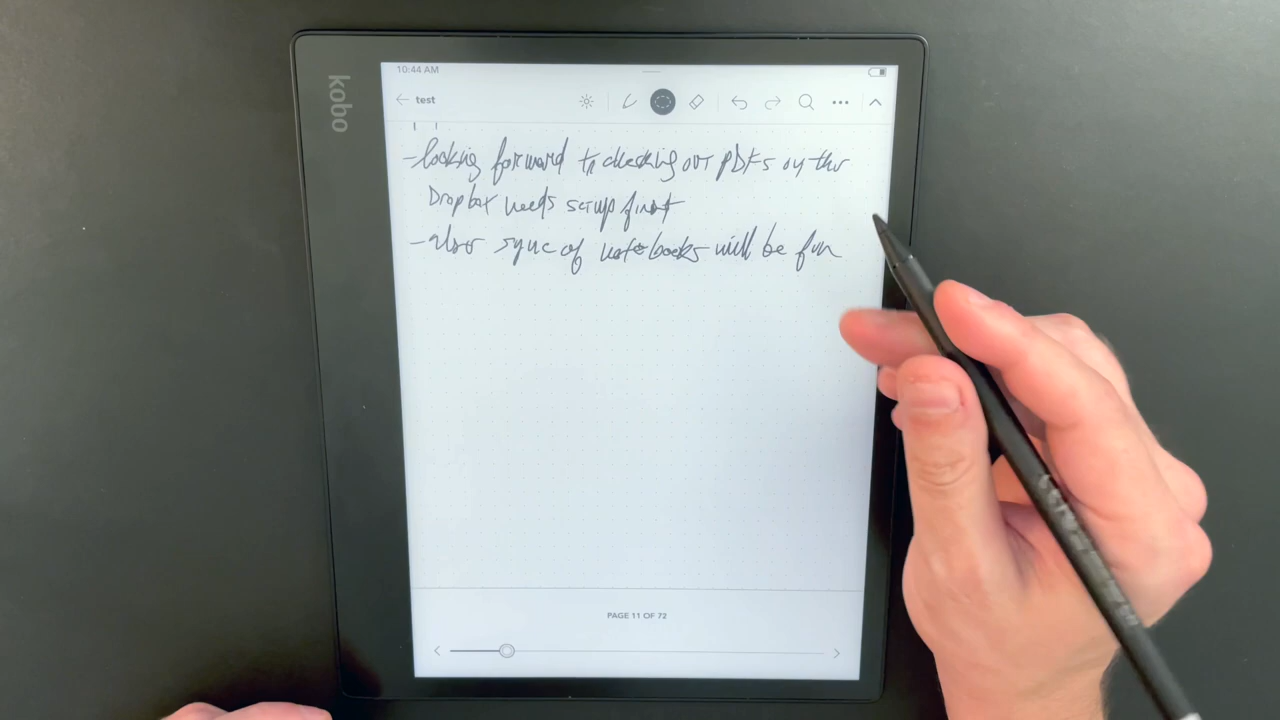 kobo
10:44 AM
test
-looking forward to checking out PDFs on the
Dropbox needs setup first
-also sync of notebooks will be fun
PAGE 11 OF 72